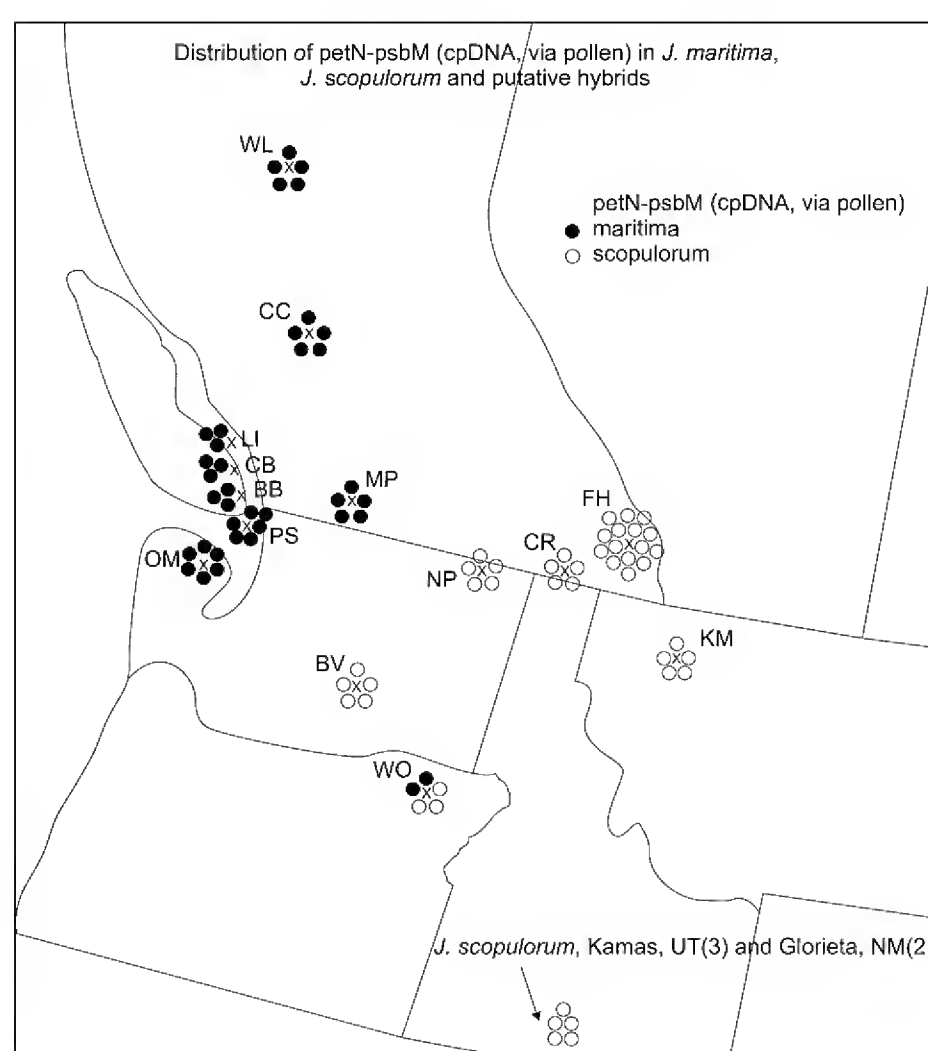 Distribution of petN-psbM (cpDNA, via pollen) in J. maritima,
J. scopulorum and putative hybrids
WL
petN-psbM (cpDNA, via pollen)
maritima
scopulorum
CC
LI
CB
BB
MP
PS
FH
CR
OM
NP
KM
BV
WO
J. scopulorum, Kamas, UT(3) and Glorieta, NM(2